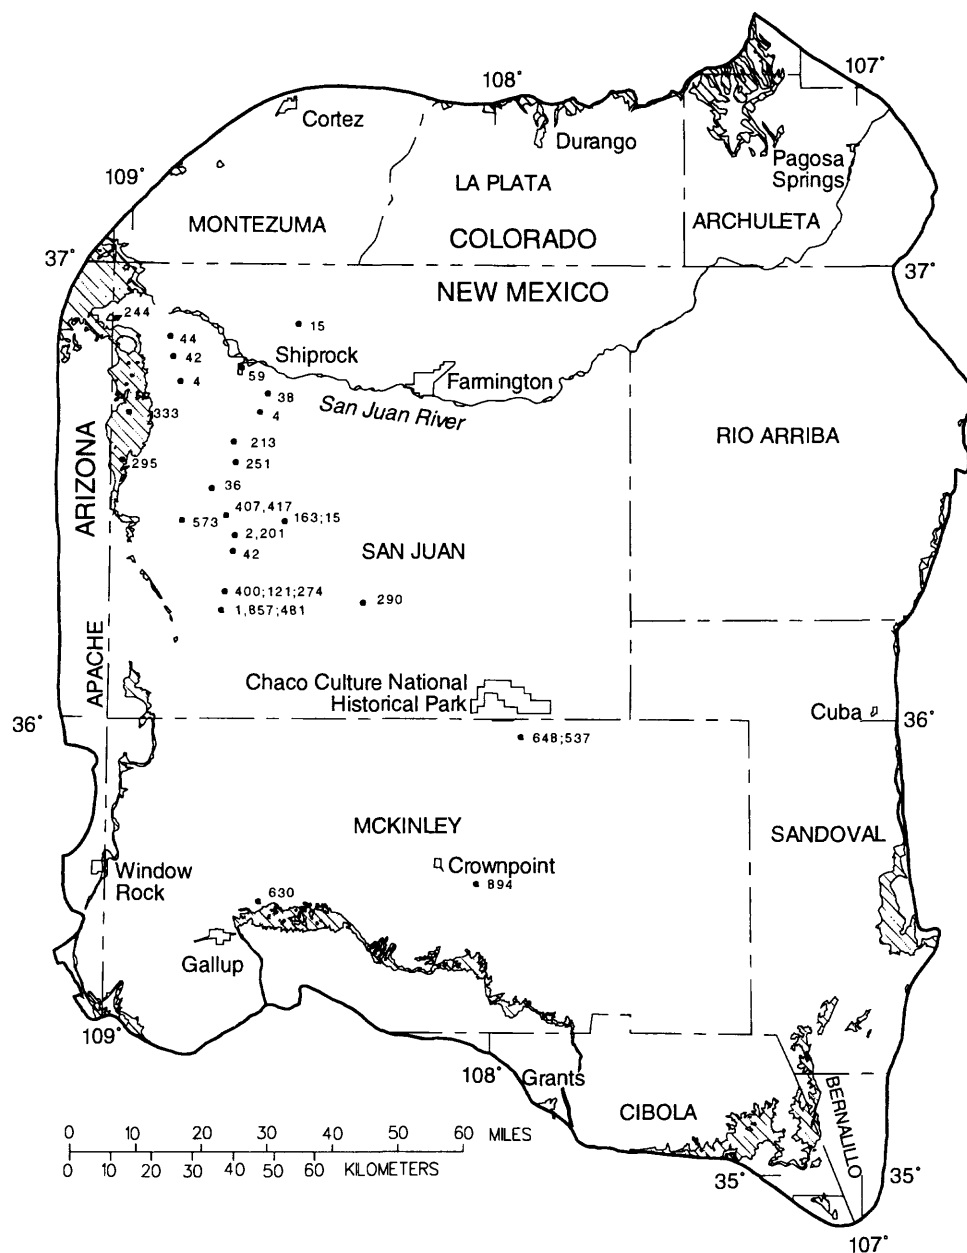 107°
108°
Cortez
Durango
Pagosa
Springs
109°
LA PLATA
MONTEZUMA
ARCHULETA
COLORADO
37°
37°
NEW MEXICO
244
15
44
Shiprock
42
59
Farmington
4
38
San Juan River
4
333
213
RIO ARRIBA
ARIZONA
295
251
36
407,417
573
163;15
2,201
SAN JUAN
42
400;121;274
290
1,857;481
APACHE
Chaco Culture National
Historical Park
Cuba
36°
36°
648;537
MCKINLEY
SANDOVAL
Crownpoint
Window
Rock
894
630
Gallup
109°
108°
Grants
CIBOLA
BERNALILLO
0 10 20 30 40 50 60 MILES
0 10 20 40 50 60 KILOMETERS
35°
35°
107°